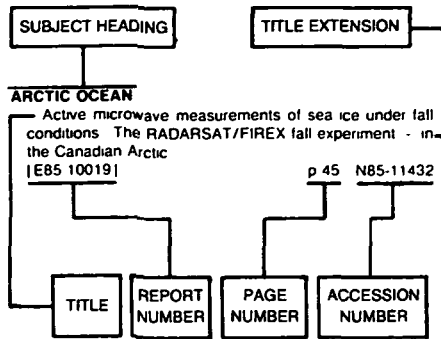 SUBJECT HEADING
TITLE EXTENSION
ARCTIC OCEAN
Active microwave measurements of sea ice under fall
conditions The RADARSAT/FIREX fall experiment - in
the Canadian Arctic
[E85 10019] p 45 N85-11432
TITLE
REPORT
NUMBER
PAGE
NUMBER
ACCESSION
NUMBER